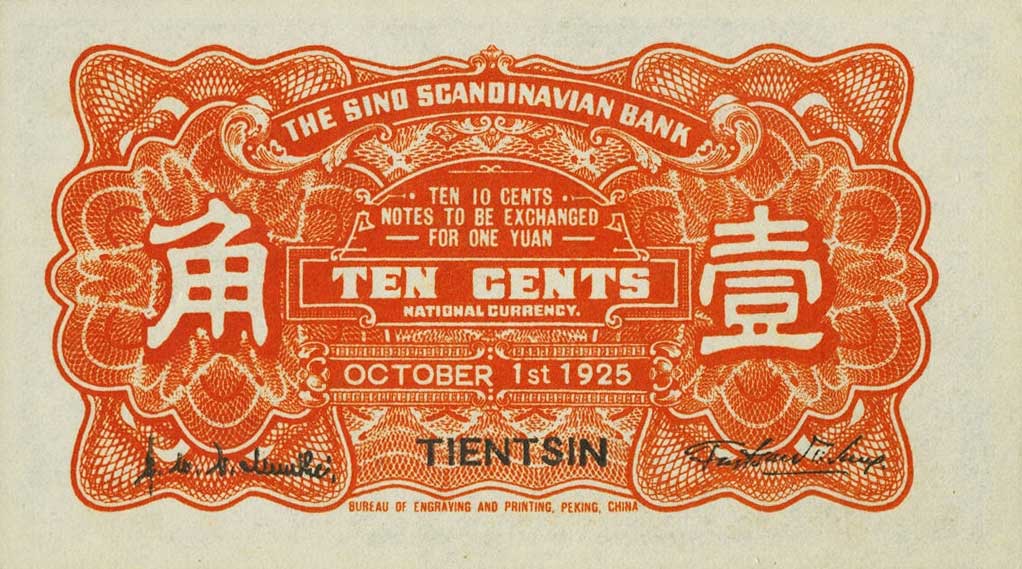 THE SINO SCANDINAVIAN BANK
TEN 10 CENTS
NOTES TO BE EXCHANGED
FOR ONE YUAN
壹角
TEN CENTS
NATIONAL CURRENCY.
OCTOBER 1st 1925
TIENTSIN
BUREAU OF ENGRAVING AND PRINTING, PEKING, CHINA